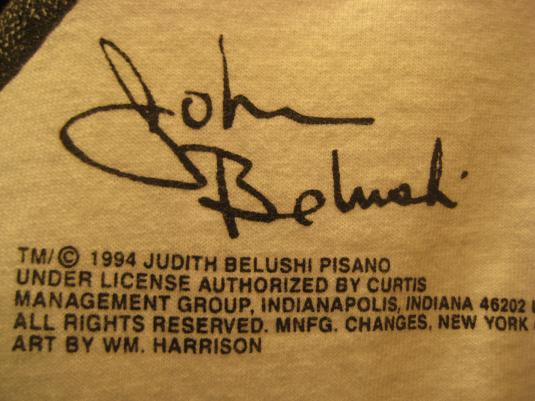 John
Belushi
TM/© 1994 JUDITH BELUSHI PISANO
UNDER LICENSE AUTHORIZED BY CURTIS
MANAGEMENT GROUP, INDIANAPOLIS, INDIANA 46202 U
ALL RIGHTS RESERVED. MNFG. CHANGES, NEW YORK
ART BY WM. HARRISON